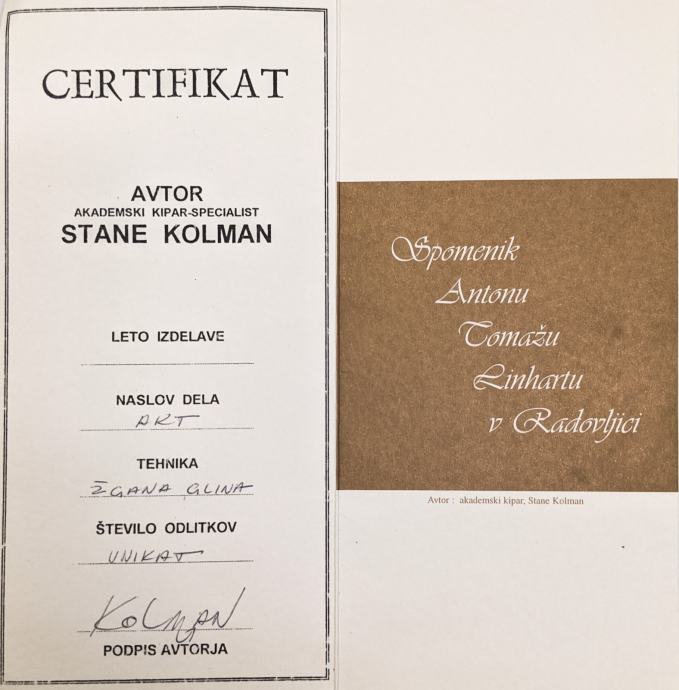 CERTIFIKAT
AVTOR
AKADEMSKI KIPAR-SPECIALIST
STANE KOLMAN
LETO IZDELAVE
NASLOV DELA
AKT
TEHNIKA
ŽGANA GLINA
ŠTEVILO ODLITKOV
UNIKAT
KOLMAN
PODPIS AVTORJA
Spomenik
Antonu
Tomažu
Linhartu
v Radovljici
Avtor : akademski kipar, Stane Kolman